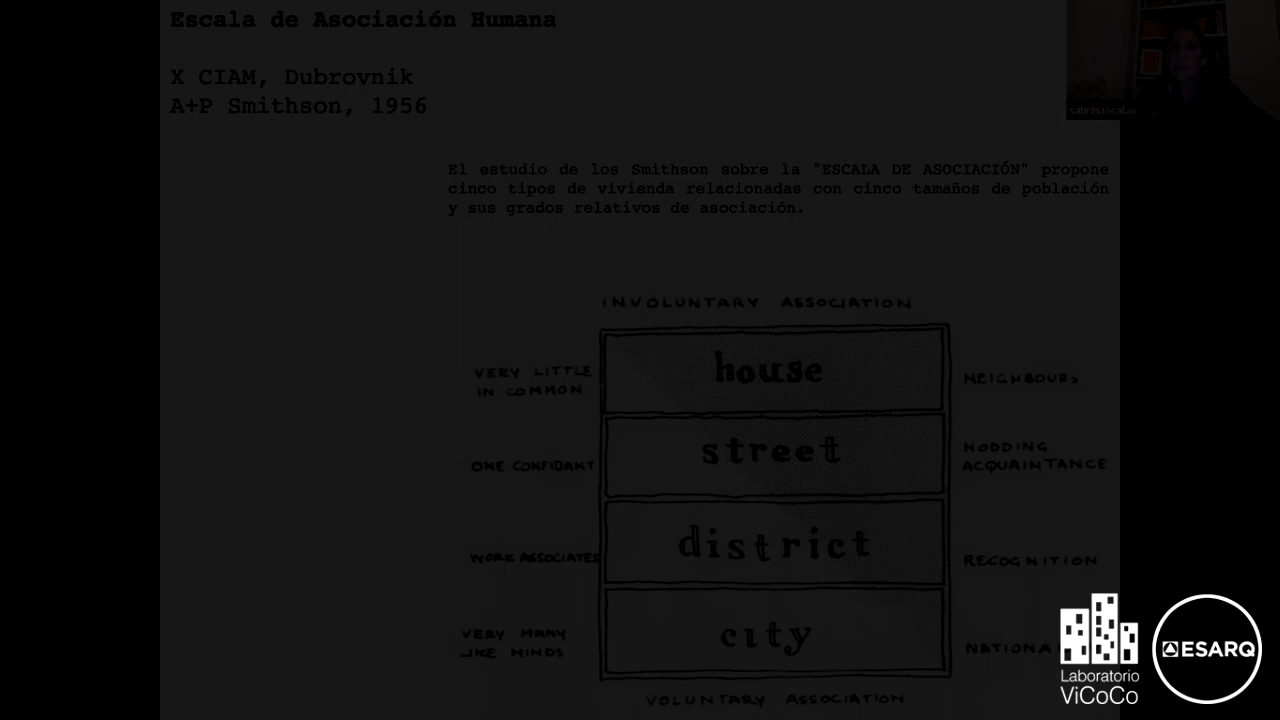 Escala de Asociación Humana
X CIAM, Dubrovnik
A+P Smithson, 1956
sabrinascalas
El estudio de los Smithson sobre la "ESCALA DE ASOCIACIÓN" propone
cinco tipos de vivienda relacionadas con cinco tamaños de población
y sus grados relativos de asociación.
INVOLUNTARY ASSOCIATION
VERY LITTLE
IN COMMON
house
NEIGHBOURS
ONE CONFIDANT
street
NODDING
ACQUAINTANCE
WORK ASSOCIATES
district
RECOGNITION
VERY MANY
LIKE MINDS
city
VOLUNTARY ASSOCIATION
Laboratorio
ViCoCo
ESARQ